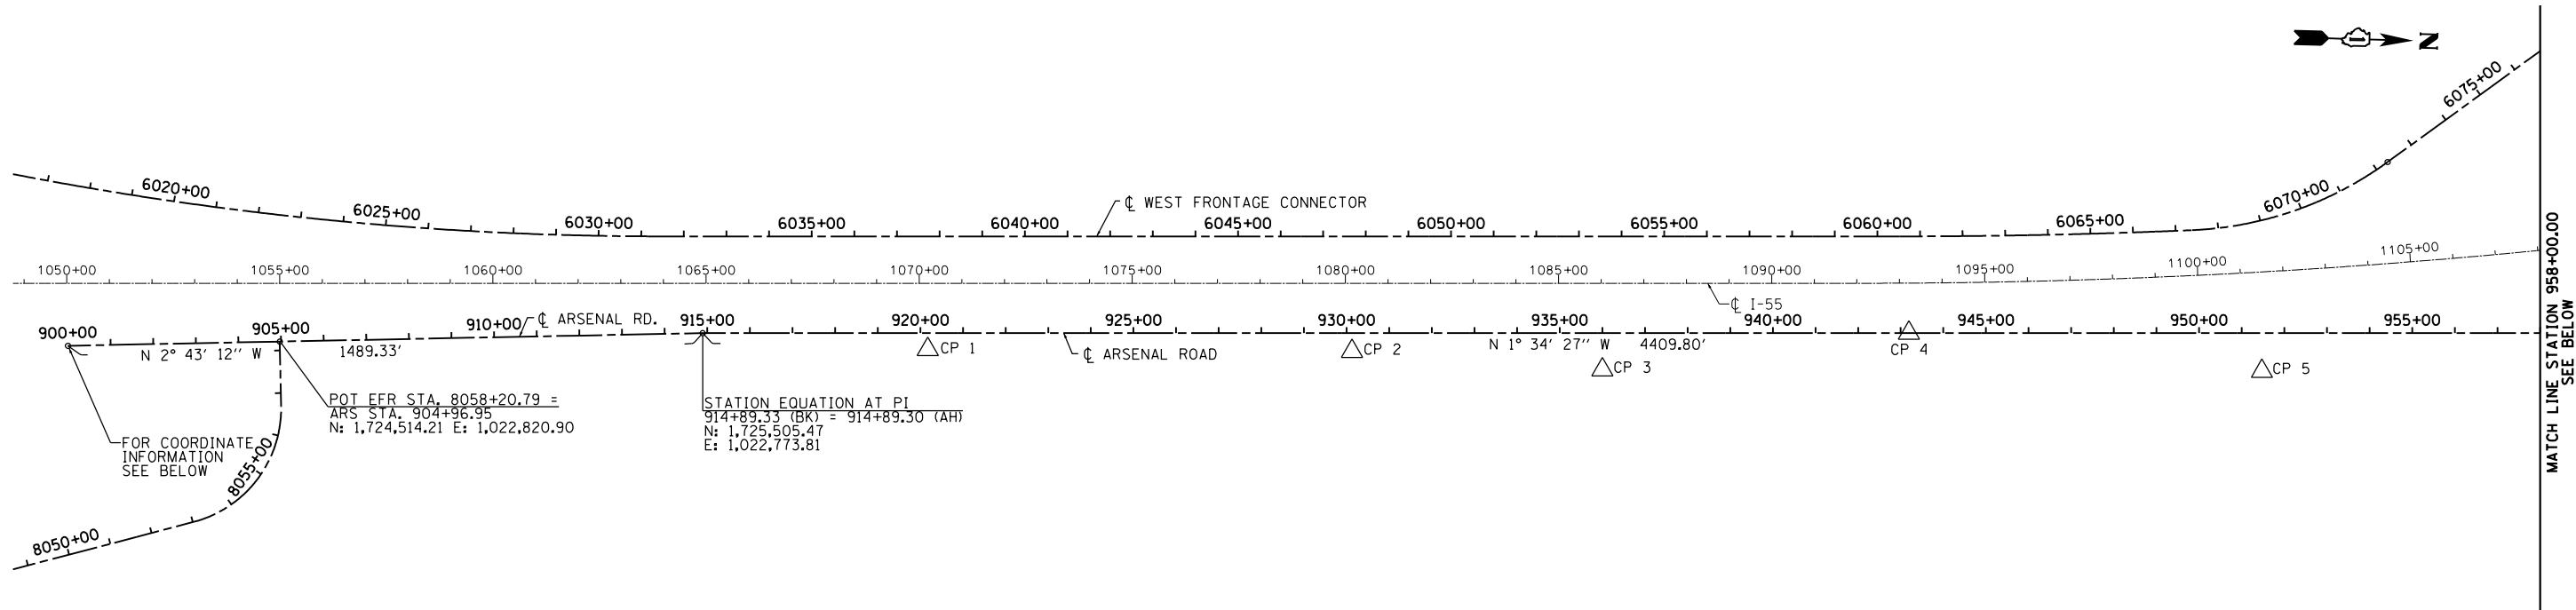 N
6075+00
6020+00
6025+00
6030+00
6035+00
℄ WEST FRONTAGE CONNECTOR
6040+00
6045+00
6050+00
6055+00
6060+00
6065+00
6070+00
1050+00
1055+00
1060+00
1065+00
1070+00
1075+00
1080+00
1085+00
1090+00
1095+00
1100+00
1105+00
℄ I-55
900+00
905+00
910+00
℄ ARSENAL RD.
915+00
920+00
925+00
930+00
935+00
940+00
945+00
950+00
955+00
N 2° 43' 12'' W
1489.33'
CP 1
℄ ARSENAL ROAD
CP 2
N 1° 34' 27'' W
4409.80'
CP 3
CP 4
CP 5
POT EFR STA. 8058+20.79 =
ARS STA. 904+96.95
N: 1,724,514.21 E: 1,022,820.90
STATION EQUATION AT PI
914+89.33 (BK) = 914+89.30 (AH)
N: 1,725,505.47
E: 1,022,773.81
FOR COORDINATE
INFORMATION
SEE BELOW
8055+00
8050+00
MATCH LINE STATION 958+00.00
SEE BELOW